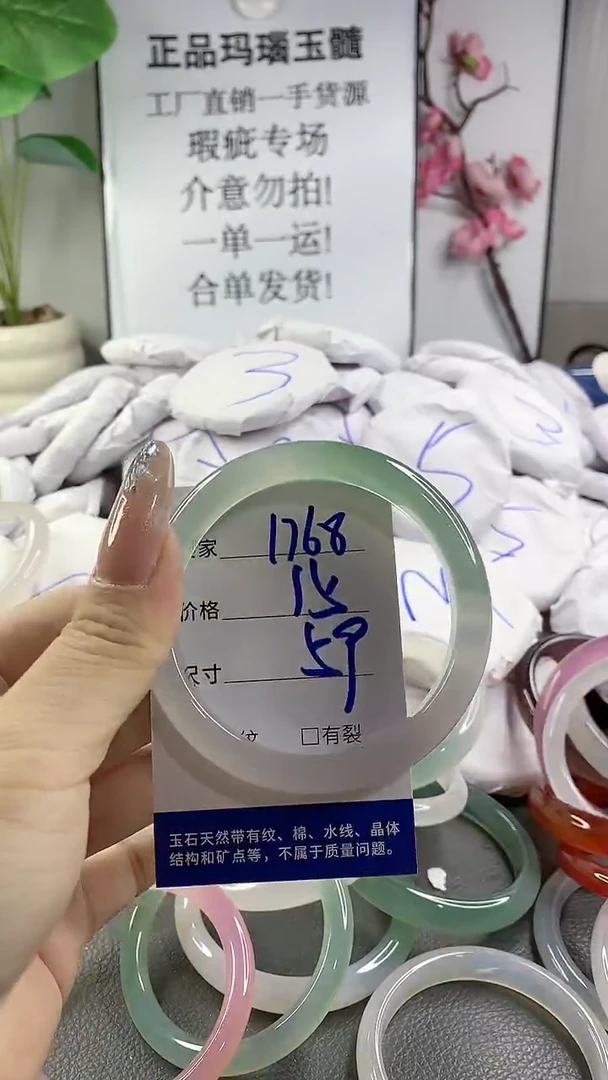 正品玛瑙玉髓
工厂直销一手货源
瑕疵专场
介意勿拍!
一单一运!
合单发货!
3
5
家 1768
价格 15
尺寸 59
纹 □有裂
玉石天然带有纹、棉、水线、晶体
结构和矿点等，不属于质量问题。